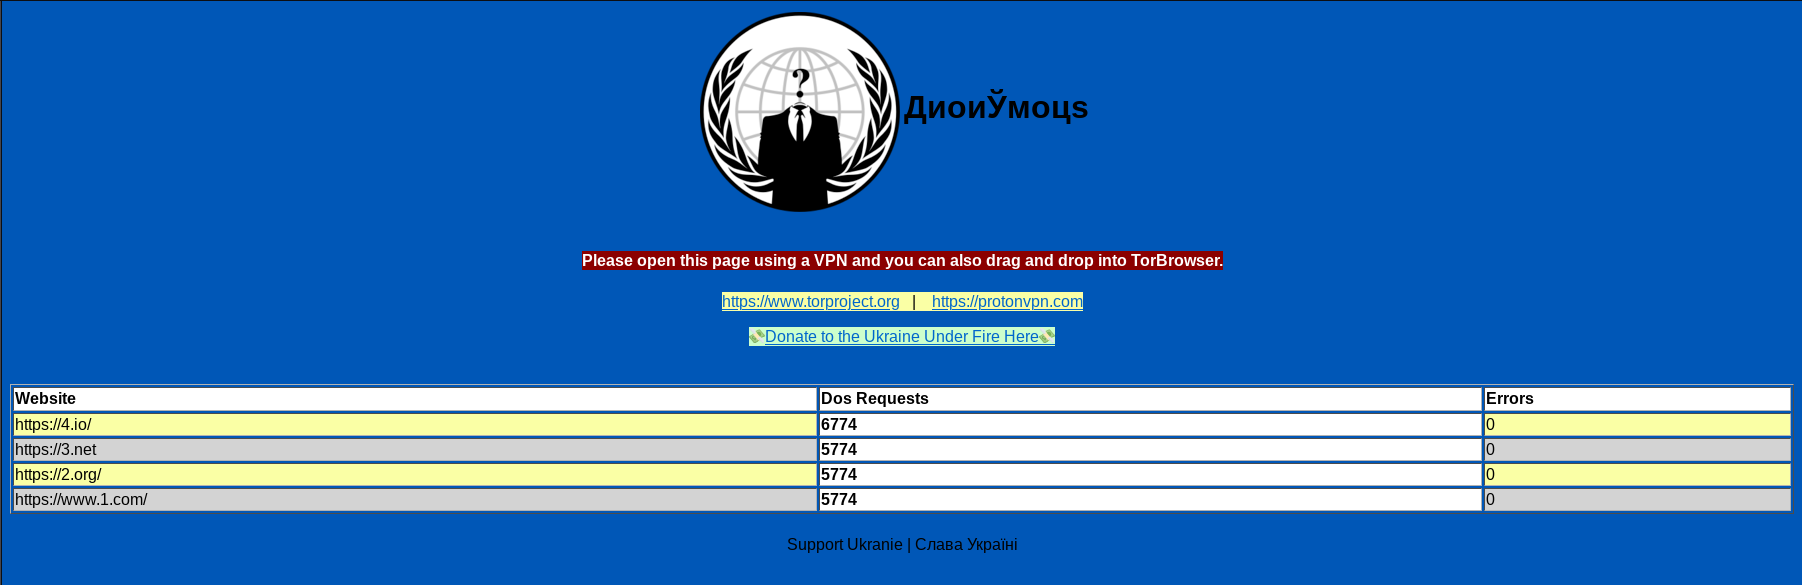 ?
ДиоиЎмоцs
Please open this page using a VPN and you can also drag and drop into TorBrowser.
https://www.torproject.org | https://protonvpn.com
💸Donate to the Ukraine Under Fire Here💸
Website Dos Requests Errors
https://4.io/ 6774 0
https://3.net 5774 0
https://2.org/ 5774 0
https://www.1.com/ 5774 0
Support Ukranie | Слава Україні